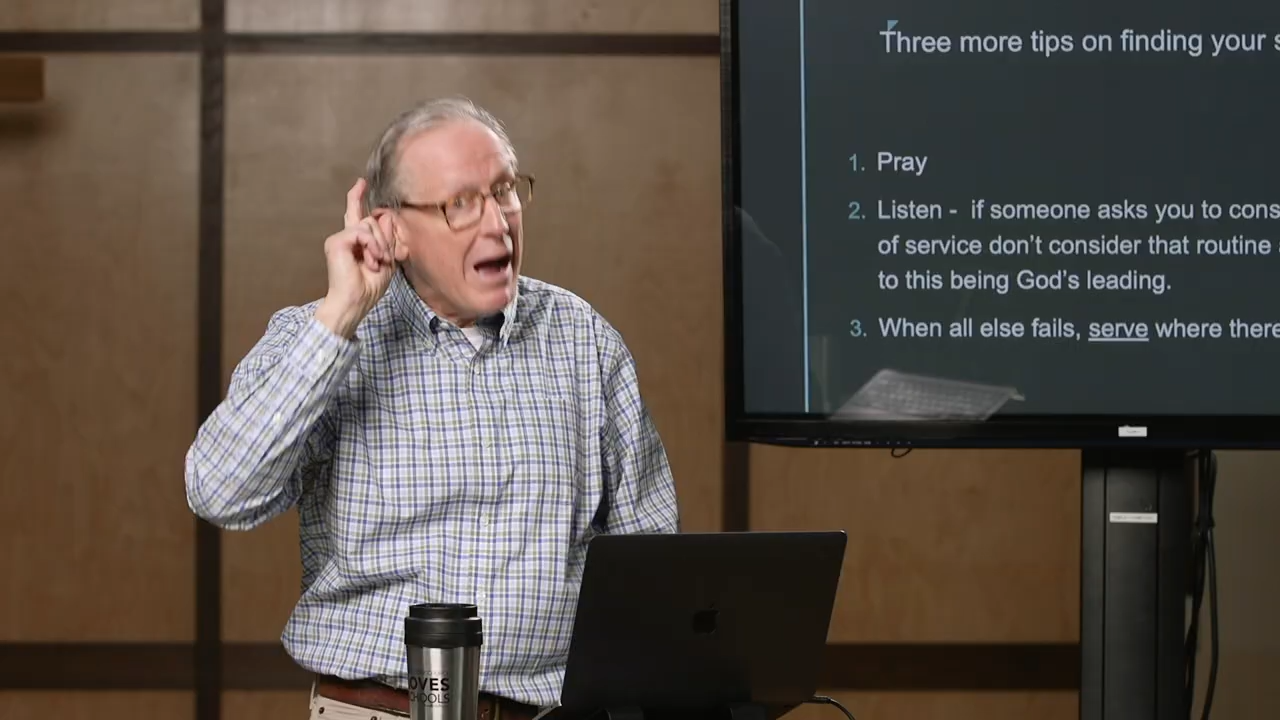 Three more tips on finding your s
1. Pray
2. Listen - if someone asks you to cons
of service don’t consider that routine
to this being God’s leading.
3. When all else fails, serve where there
OVES
CHOOLS